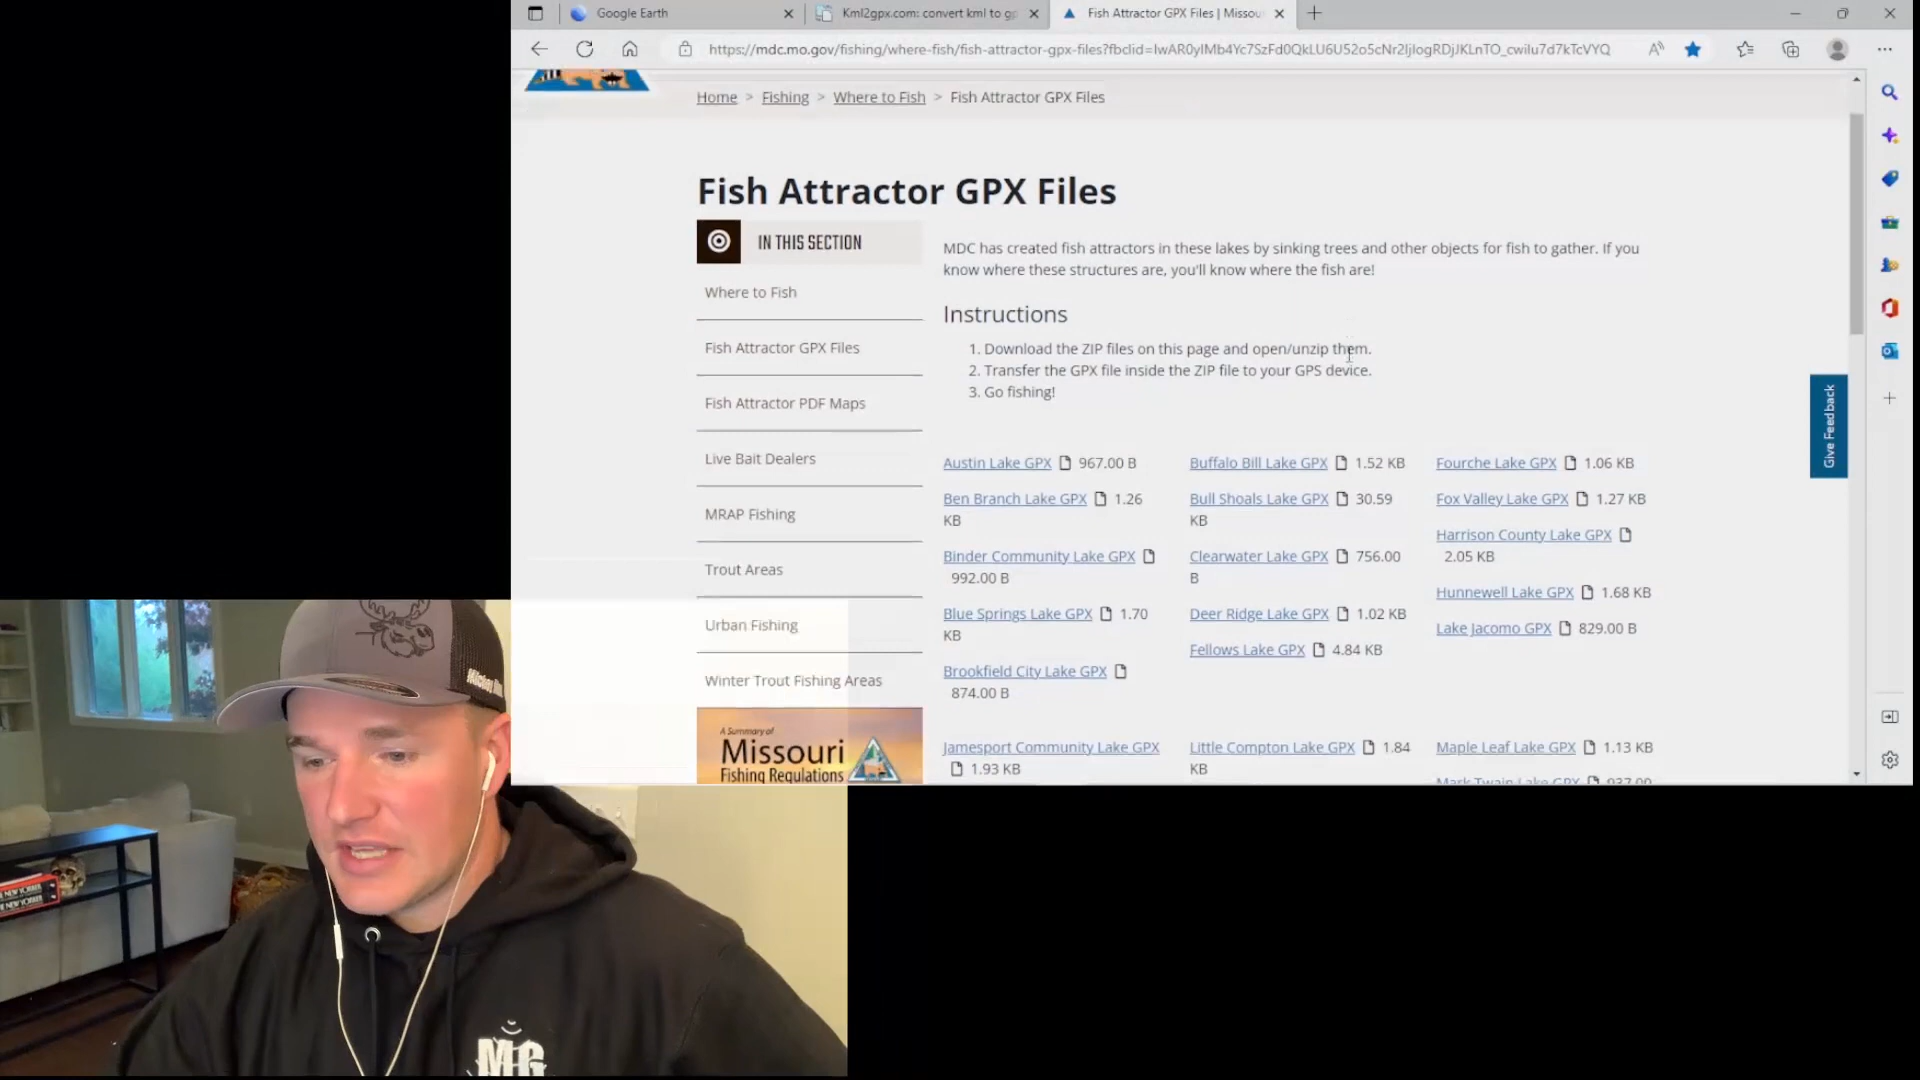 Google Earth
Kml2gpx.com: convert kml to gp
Fish Attractor GPX Files | Missou
https://mdc.mo.gov/fishing/where-fish/fish-attractor-gpx-files?fbclid=
Home > Fishing > Where to Fish > Fish Attractor GPX Files
Fish Attractor GPX Files
IN THIS SECTION
Where to Fish
Fish Attractor GPX Files
Fish Attractor PDF Maps
Live Bait Dealers
MRAP Fishing
Trout Areas
Urban Fishing
Winter Trout Fishing Areas
A Summary of
Missouri
Fishing Regulations
MDC has created fish attractors in these lakes by sinking trees and other objects for fish to gather. If you
know where these structures are, you'll know where the fish are!
Instructions
1. Download the ZIP files on this page and open/unzip them.
2. Transfer the GPX file inside the ZIP file to your GPS device.
3. Go fishing!
Austin Lake GPX 967.00 B
Ben Branch Lake GPX 1.26
KB
Binder Community Lake GPX
992.00 B
Blue Springs Lake GPX 1.70
KB
Brookfield City Lake GPX
874.00 B
Buffalo Bill Lake GPX 1.52 KB
Bull Shoals Lake GPX 30.59
KB
Clearwater Lake GPX 756.00
B
Deer Ridge Lake GPX 1.02 KB
Fellows Lake GPX 4.84 KB
Fourche Lake GPX 1.06 KB
Fox Valley Lake GPX 1.27 KB
Harrison County Lake GPX
2.05 KB
Hunnewell Lake GPX 1.68 KB
Lake Jacomo GPX 829.00 B
Jamesport Community Lake GPX
1.93 KB
Little Compton Lake GPX 1.84
KB
Maple Leaf Lake GPX 1.13 KB
Mark Twain Lake GPX 937.00
Give Feedback
MG